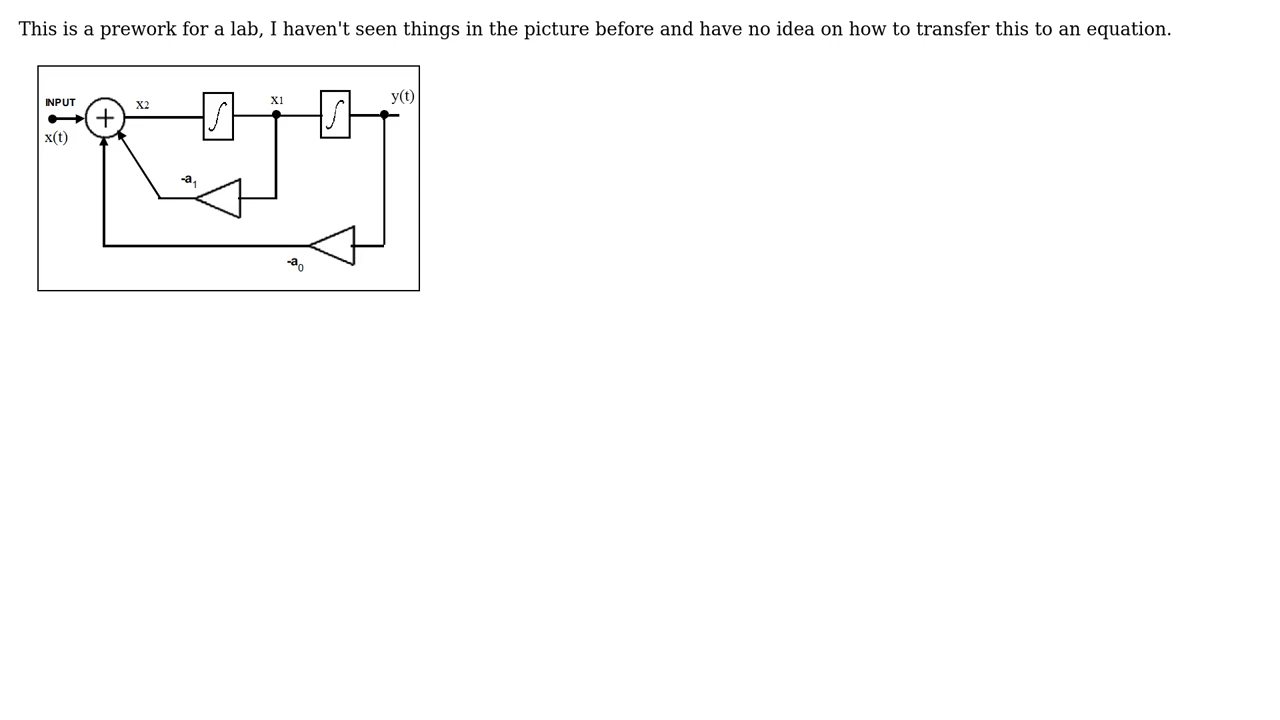 This is a prework for a lab, I haven't seen things in the picture before and have no idea on how to transfer this to an equation.
INPUT
x(t)
+
X2
∫
X1
∫
y(t)
-a1
-a0